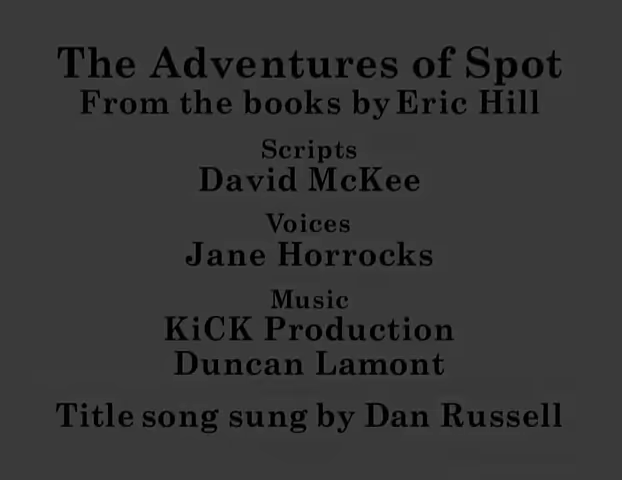 The Adventures of Spot
From the books by Eric Hill
Scripts
David McKee
Voices
Jane Horrocks
Music
KiCK Production
Duncan Lamont
Title song sung by Dan Russell